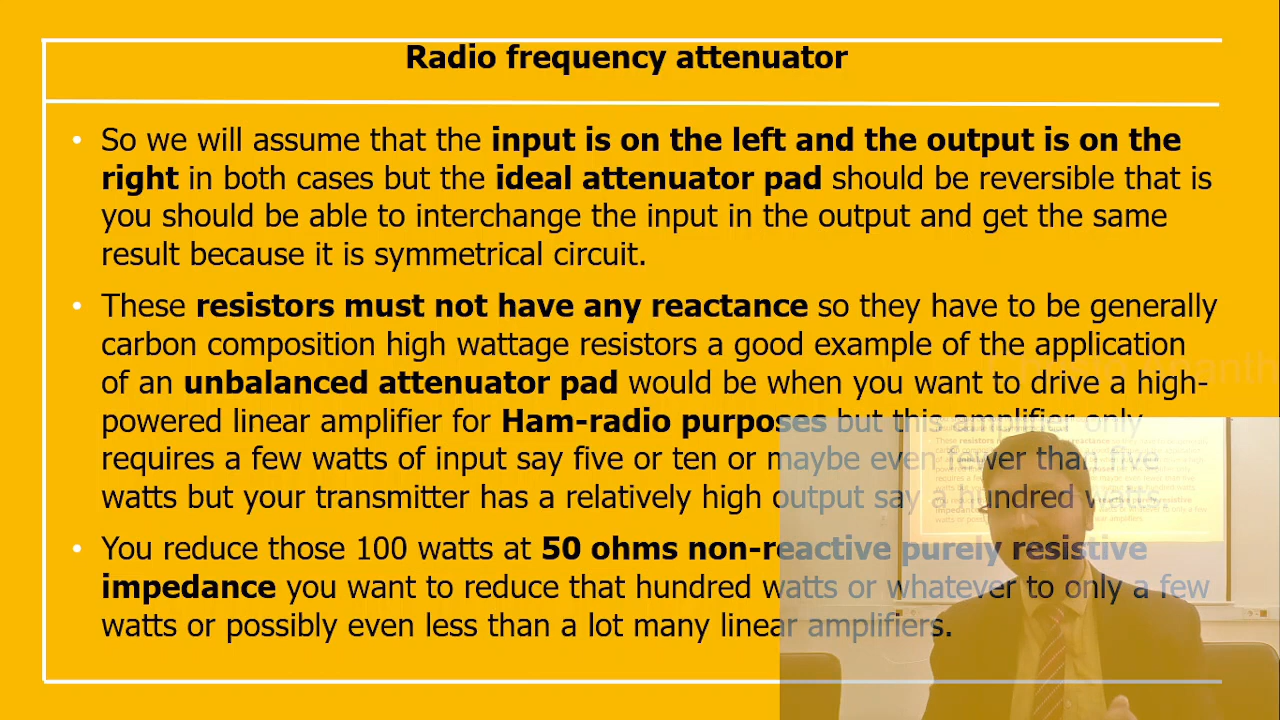 Radio frequency attenuator
• So we will assume that the input is on the left and the output is on the
right in both cases but the ideal attenuator pad should be reversible that is
you should be able to interchange the input in the output and get the same
result because it is symmetrical circuit.
• These resistors must not have any reactance so they have to be generally
carbon composition high wattage resistors a good example of the application
of an unbalanced attenuator pad would be when you want to drive a high-
powered linear amplifier for Ham-radio purposes but this amplifier only
requires a few watts of input say five or ten or maybe even fewer than five
watts but your transmitter has a relatively high output say a hundred watts.
• You reduce those 100 watts at 50 ohms non-reactive purely resistive
impedance you want to reduce that hundred watts or whatever to only a few
watts or possibly even less than a lot many linear amplifiers.